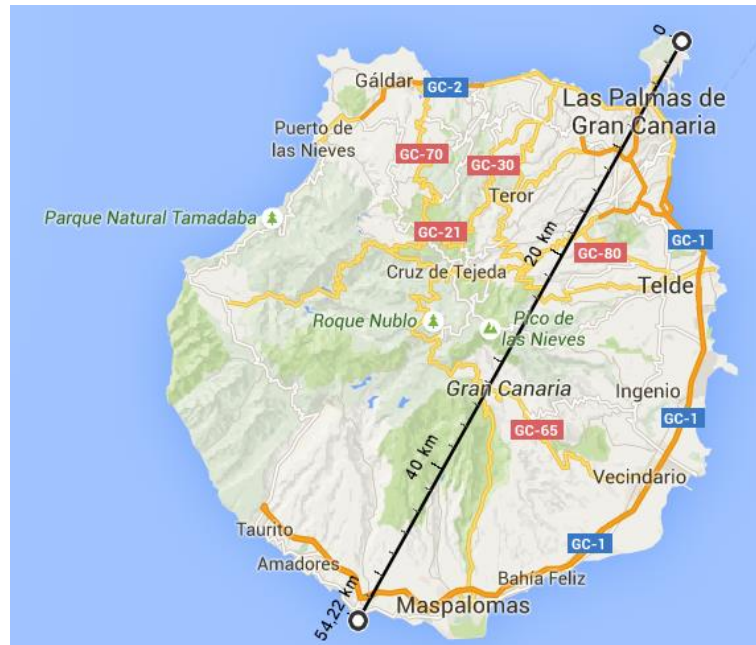 0
Gáldar
GC-2
Las Palmas de
Gran Canaria
Puerto de
las Nieves
GC-70
GC-30
Teror
Parque Natural Tamadaba
GC-21
20 km
GC-80
GC-1
Cruz de Tejeda
Telde
Roque Nublo
Pico de
las Nieves
Gran Canaria
Ingenio
GC-1
GC-65
40 km
Vecindario
Taurito
GC-1
Amadores
Bahía Feliz
54,22 km
Maspalomas